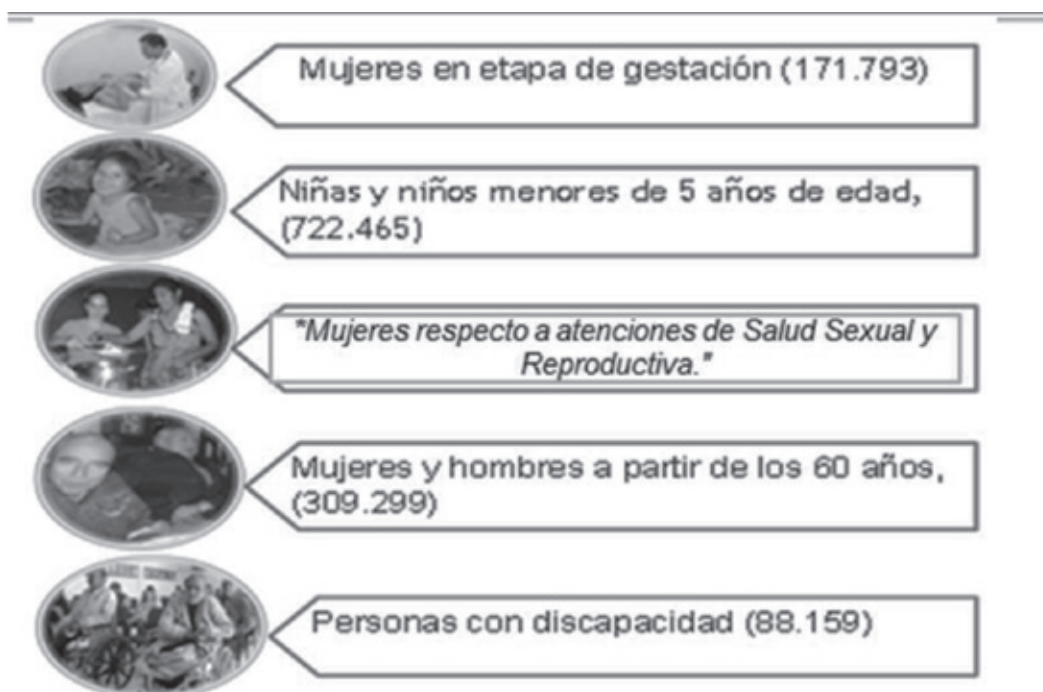 Mujeres en etapa de gestación (171.793)
Niñas y niños menores de 5 años de edad,
(722.465)
"Mujeres respecto a atenciones de Salud Sexual y
Reproductiva."
Mujeres y hombres a partir de los 60 años,
(309.299)
Personas con discapacidad (88.159)